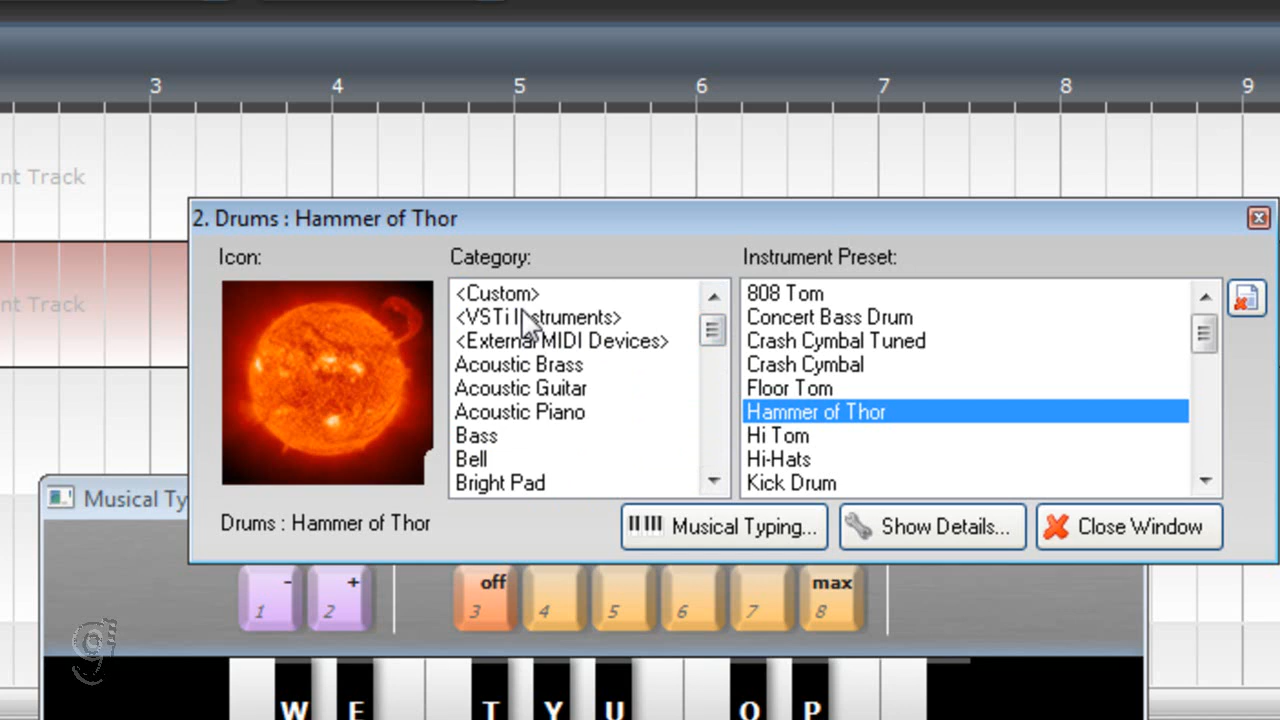 3 4 5 6 7 8 9
nt Track
2. Drums : Hammer of Thor
Icon:
Category:
Instrument Preset:
<Custom>
<VSTi Instruments>
<External MIDI Devices>
Acoustic Brass
Acoustic Guitar
Acoustic Piano
Bass
Bell
Bright Pad
808 Tom
Concert Bass Drum
Crash Cymbal Tuned
Crash Cymbal
Floor Tom
Hammer of Thor
Hi Tom
Hi-Hats
Kick Drum
nt Track
Drums : Hammer of Thor
Musical Typing...
Show Details...
Close Window
Musical Ty
- + off max
1 2 3 4 5 6 7 8
W E T Y U O P